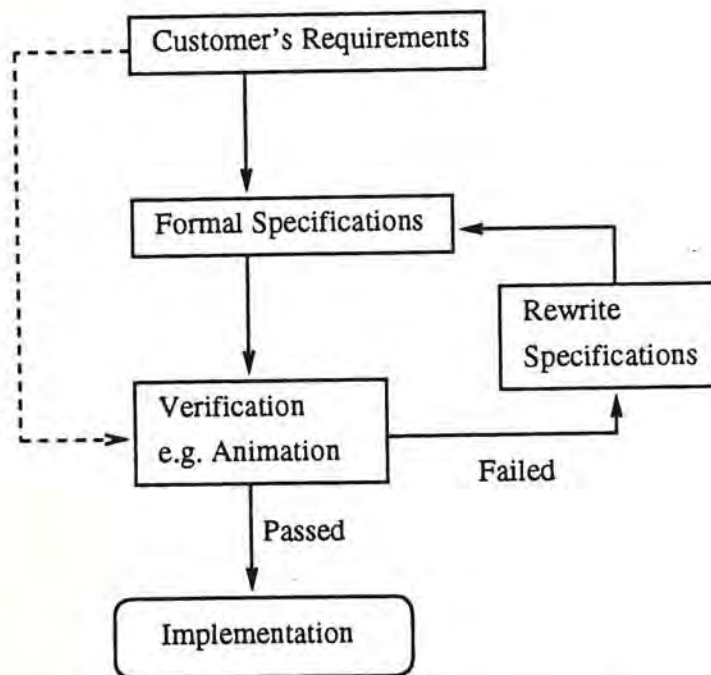 Customer's Requirements
Formal Specifications
Rewrite
Specifications
Verification
e.g. Animation
Failed
Passed
Implementation